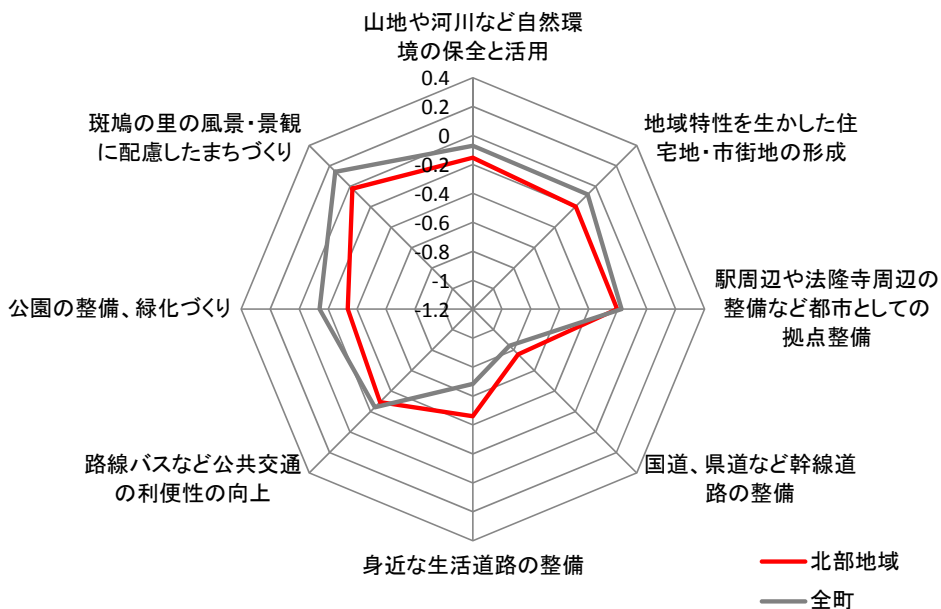 山地や河川など自然環
境の保全と活用
0.4
0.2
0
-0.2
-0.4
-0.6
-0.8
-1
-1.2
地域特性を生かした住
宅地・市街地の形成
駅周辺や法隆寺周辺の
整備など都市としての
拠点整備
国道、県道など幹線道
路の整備
身近な生活道路の整備
路線バスなど公共交通
の利便性の向上
公園の整備、緑化づくり
斑鳩の里の風景・景観
に配慮したまちづくり
北部地域
全町